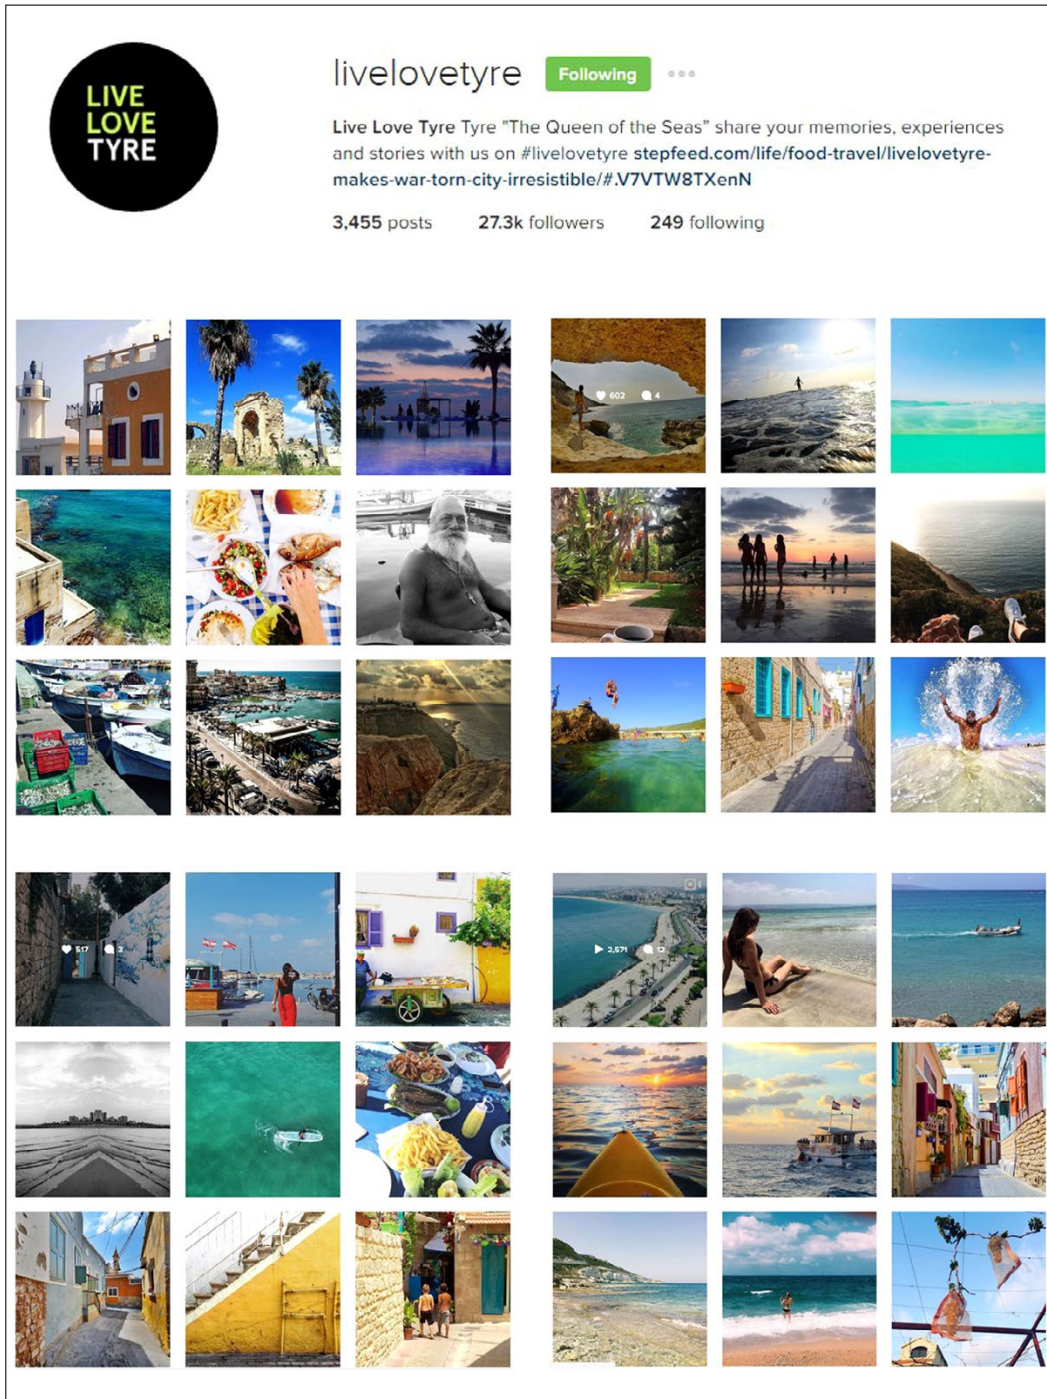 LIVE
LOVE
TYRE
livelovetyre Following
Live Love Tyre Tyre "The Queen of the Seas" share your memories, experiences
and stories with us on #livelovetyre stepfeed.com/life/food-travel/livelovetyre-
makes-war-torn-city-irresistible/#.V7VTW8TXenN
3,455 posts 27.3k followers 249 following
602 4
517 3
2,571 12